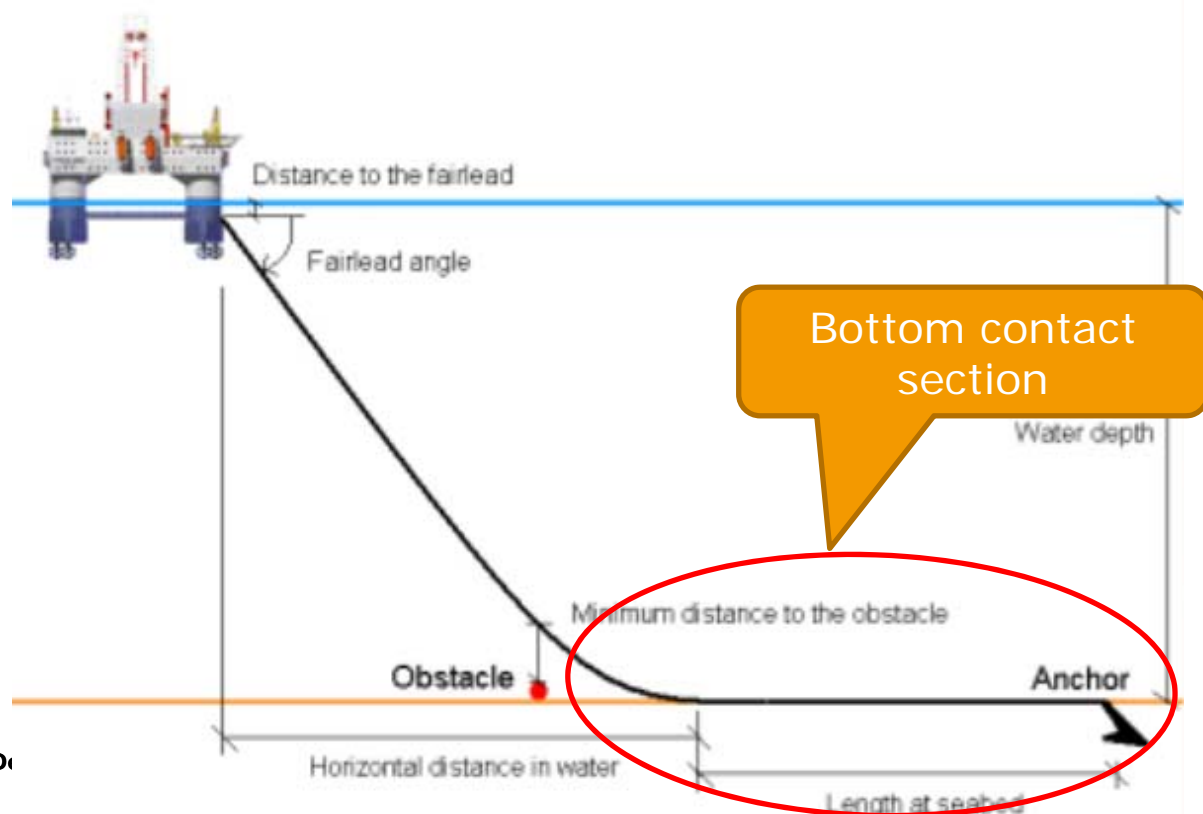 Distance to the fairlead
Fairlead angle
Bottom contact
section
Water depth
Minimum distance to the obstacle
Obstacle
Anchor
Horizontal distance in water
Length at seabed